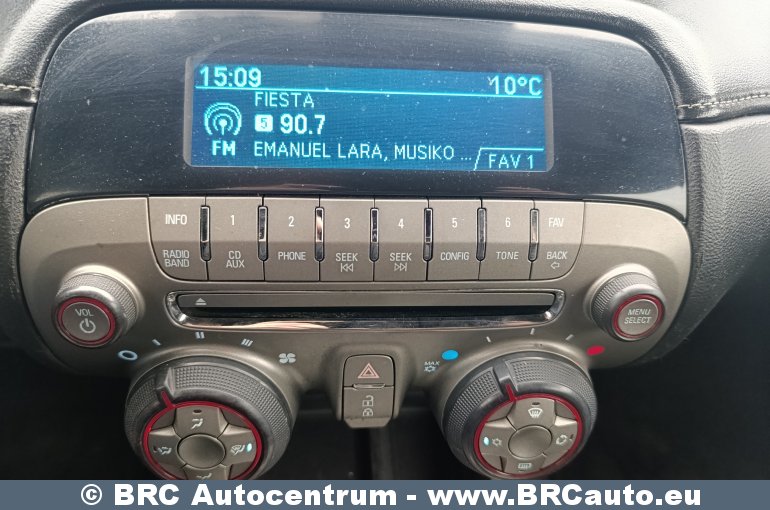 15:09
10°C
FIESTA
5 90.7
FM
EMANUEL LARA, MUSIKO ...
FAV 1
INFO 1 2 3 4 5 6 FAV
RADIO BAND CD AUX PHONE SEEK SEEK CONFIG TONE BACK
VOL
MENU SELECT
MAX
© BRC Autocentrum - www.BRCauto.eu